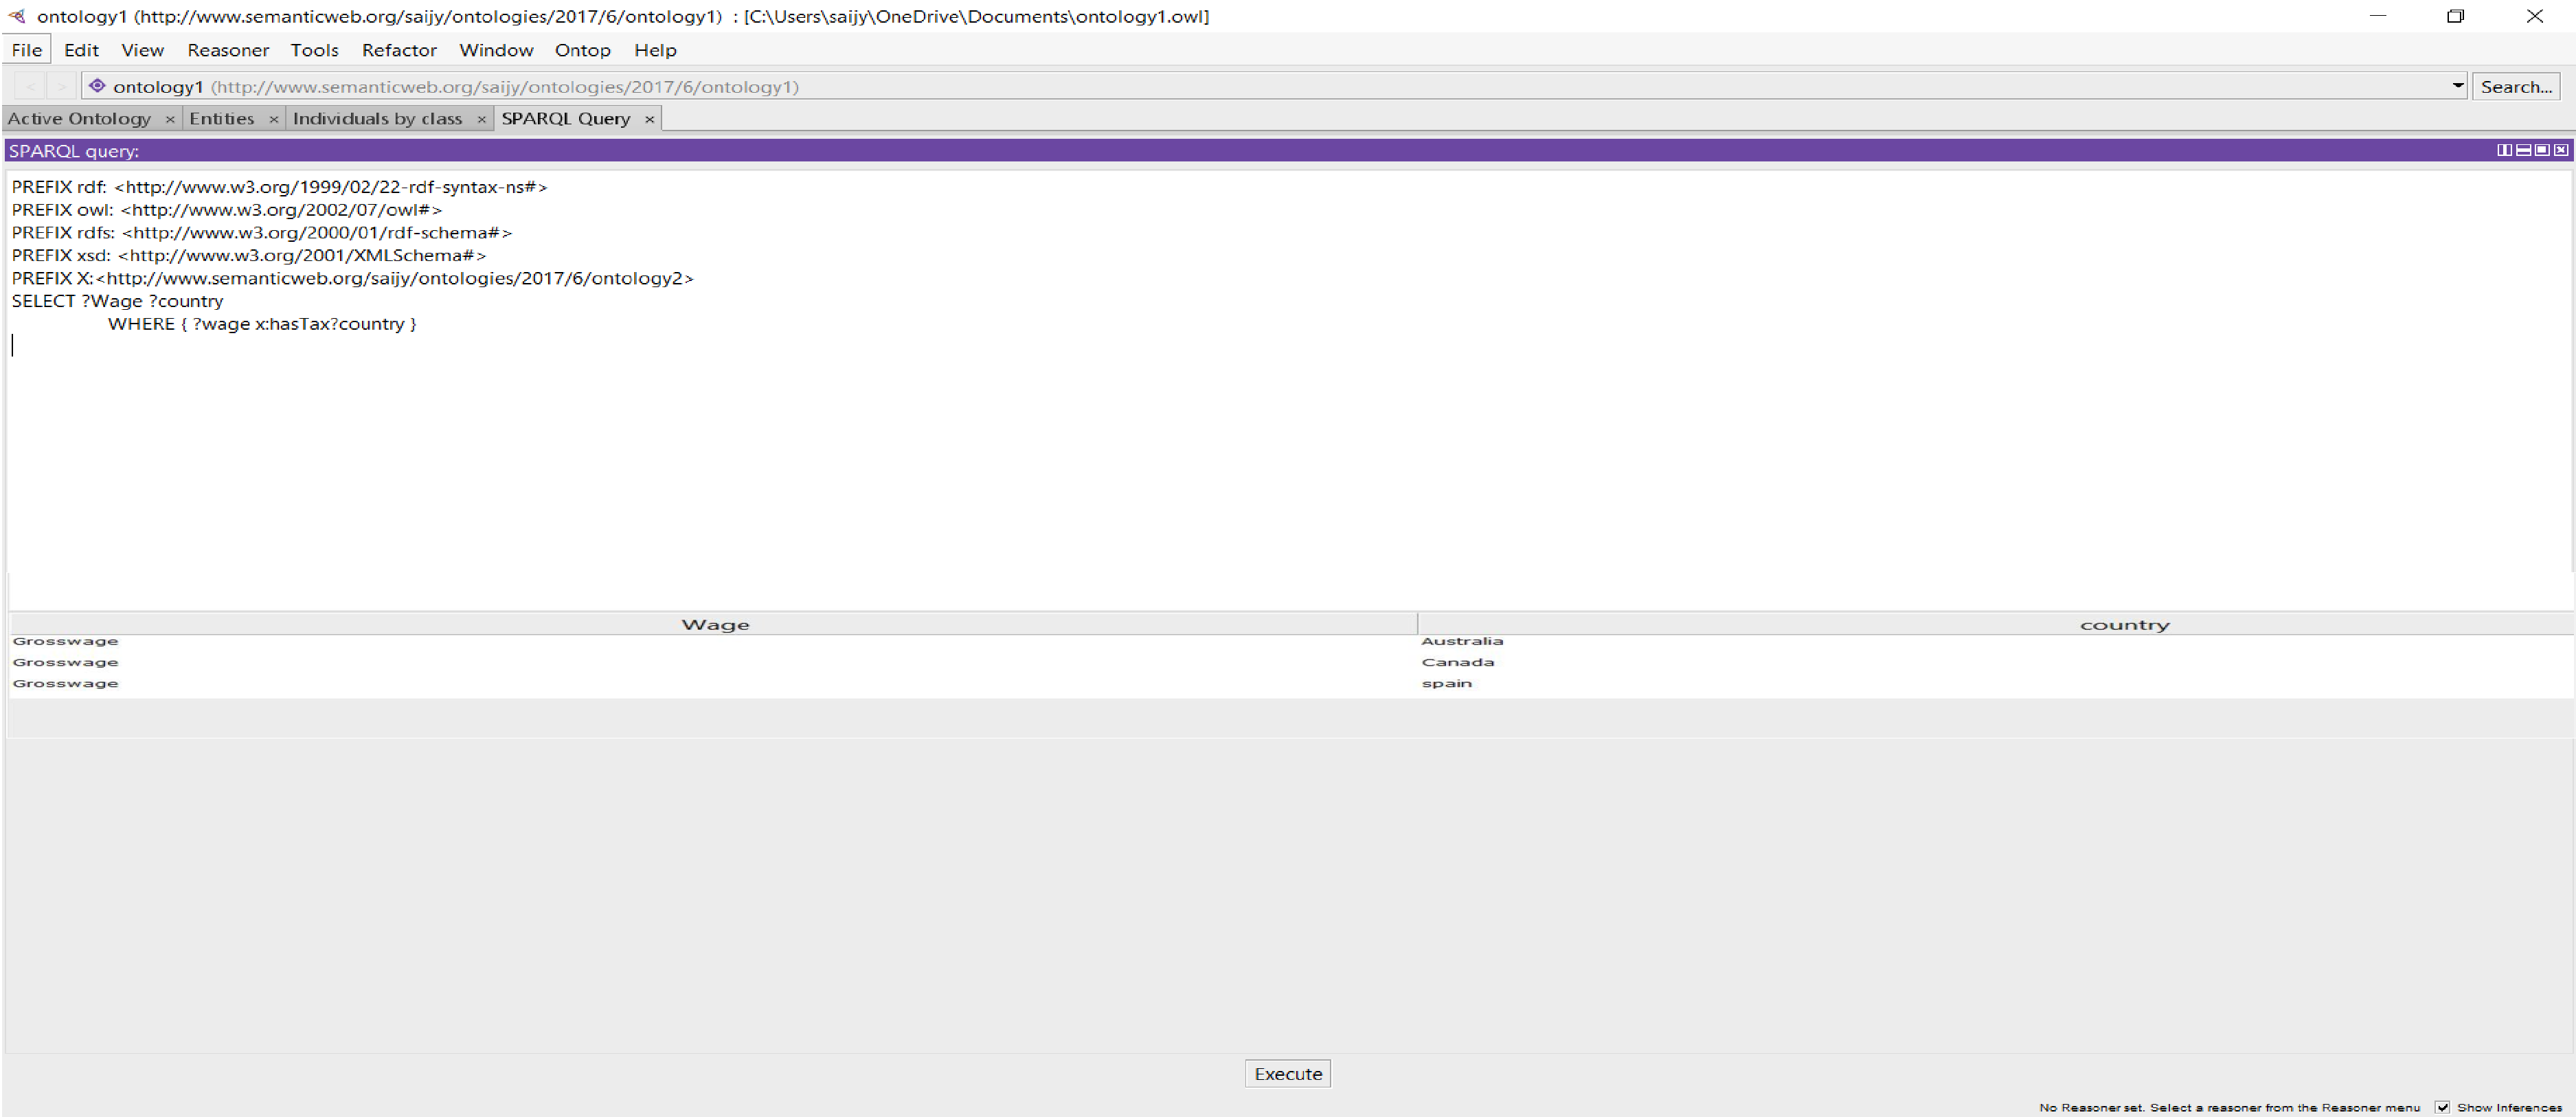 ontology1 (http://www.semanticweb.org/saijy/ontologies/2017/6/ontology1) : [C:\Users\saijy\OneDrive\Documents\ontology1.owl]
File Edit View Reasoner Tools Refactor Window Ontop Help
< > ontology1 (http://www.semanticweb.org/saijy/ontologies/2017/6/ontology1) Search...
Active Ontology × Entities × Individuals by class × SPARQL Query ×
SPARQL query:
PREFIX rdf: <http://www.w3.org/1999/02/22-rdf-syntax-ns#>
PREFIX owl: <http://www.w3.org/2002/07/owl#>
PREFIX rdfs: <http://www.w3.org/2000/01/rdf-schema#>
PREFIX xsd: <http://www.w3.org/2001/XMLSchema#>
PREFIX X:<http://www.semanticweb.org/saijy/ontologies/2017/6/ontology2>
SELECT ?Wage ?country
WHERE { ?wage x:hasTax?country }
Wage country
Grosswage Australia
Grosswage Canada
Grosswage spain
Execute
No Reasoner set. Select a reasoner from the Reasoner menu Show Inferences